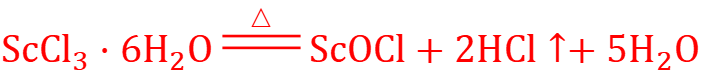 ScCl₃ · 6H₂O ≜ ScOCl + 2HCl ↑+ 5H₂O